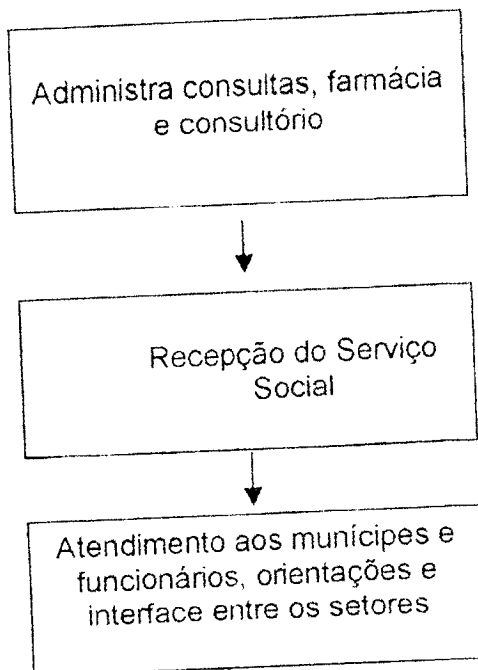 Administra consultas, farmácia
e consultório
Recepção do Serviço
Social
Atendimento aos munícipes e
funcionários, orientações e
interface entre os setores